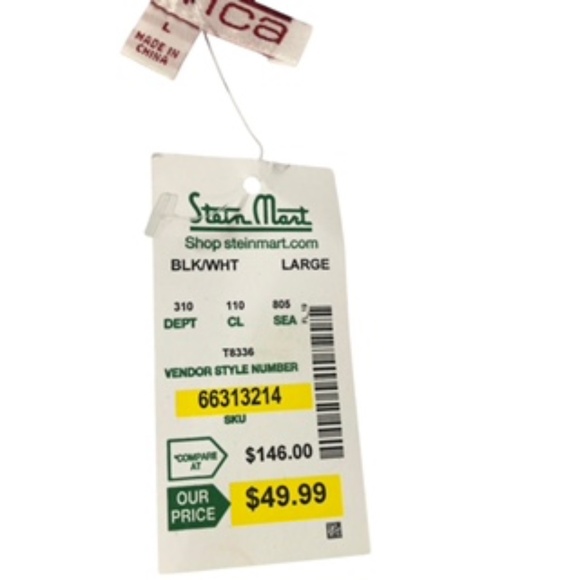 ica
L
MADE IN
CHINA
Stein Mart
Shop steinmart.com
BLK/WHT LARGE
310 110 805
DEPT CL SEA
T8336
VENDOR STYLE NUMBER
66313214
SKU
*COMPARE
AT
$146.00
OUR
PRICE
$49.99